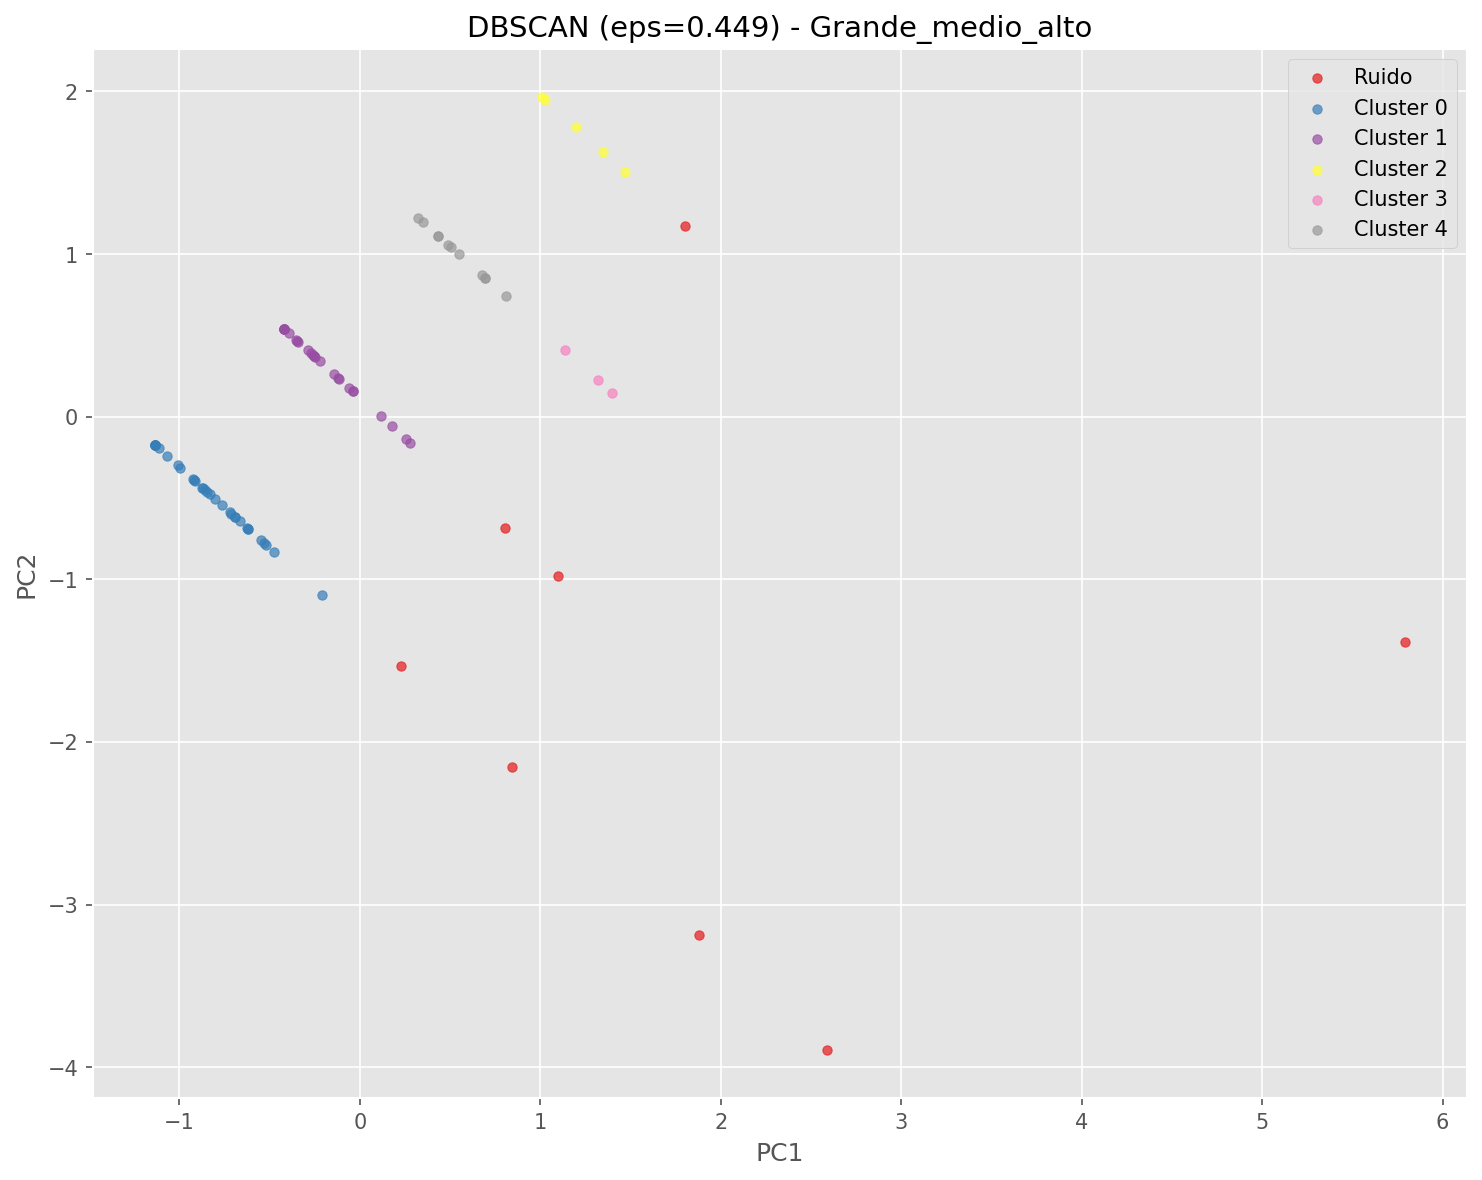 DBSCAN (eps=0.449) - Grande_medio_alto
Ruido
Cluster 0
Cluster 1
Cluster 2
Cluster 3
Cluster 4
2
1
0
−1
−2
−3
−4
PC2
−1 0 1 2 3 4 5 6
PC1